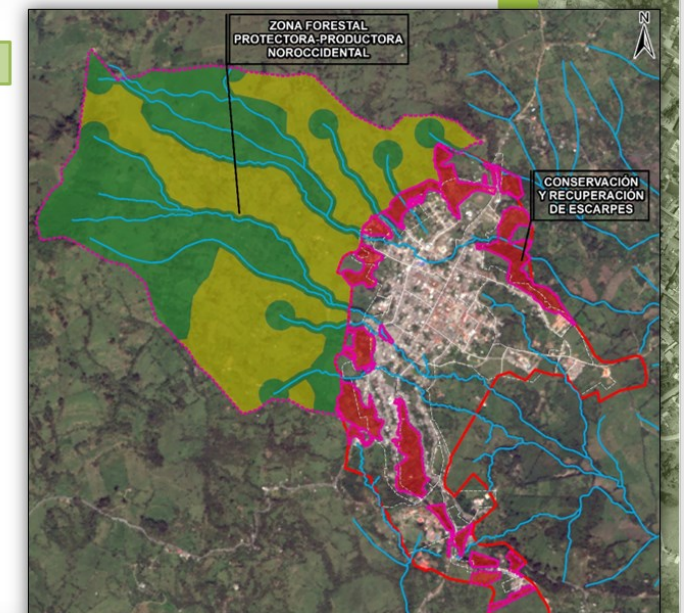 ZONA FORESTAL
PROTECTORA-PRODUCTORA
NOROCCIDENTAL
N
CONSERVACIÓN
Y RECUPERACIÓN
DE ESCARPES